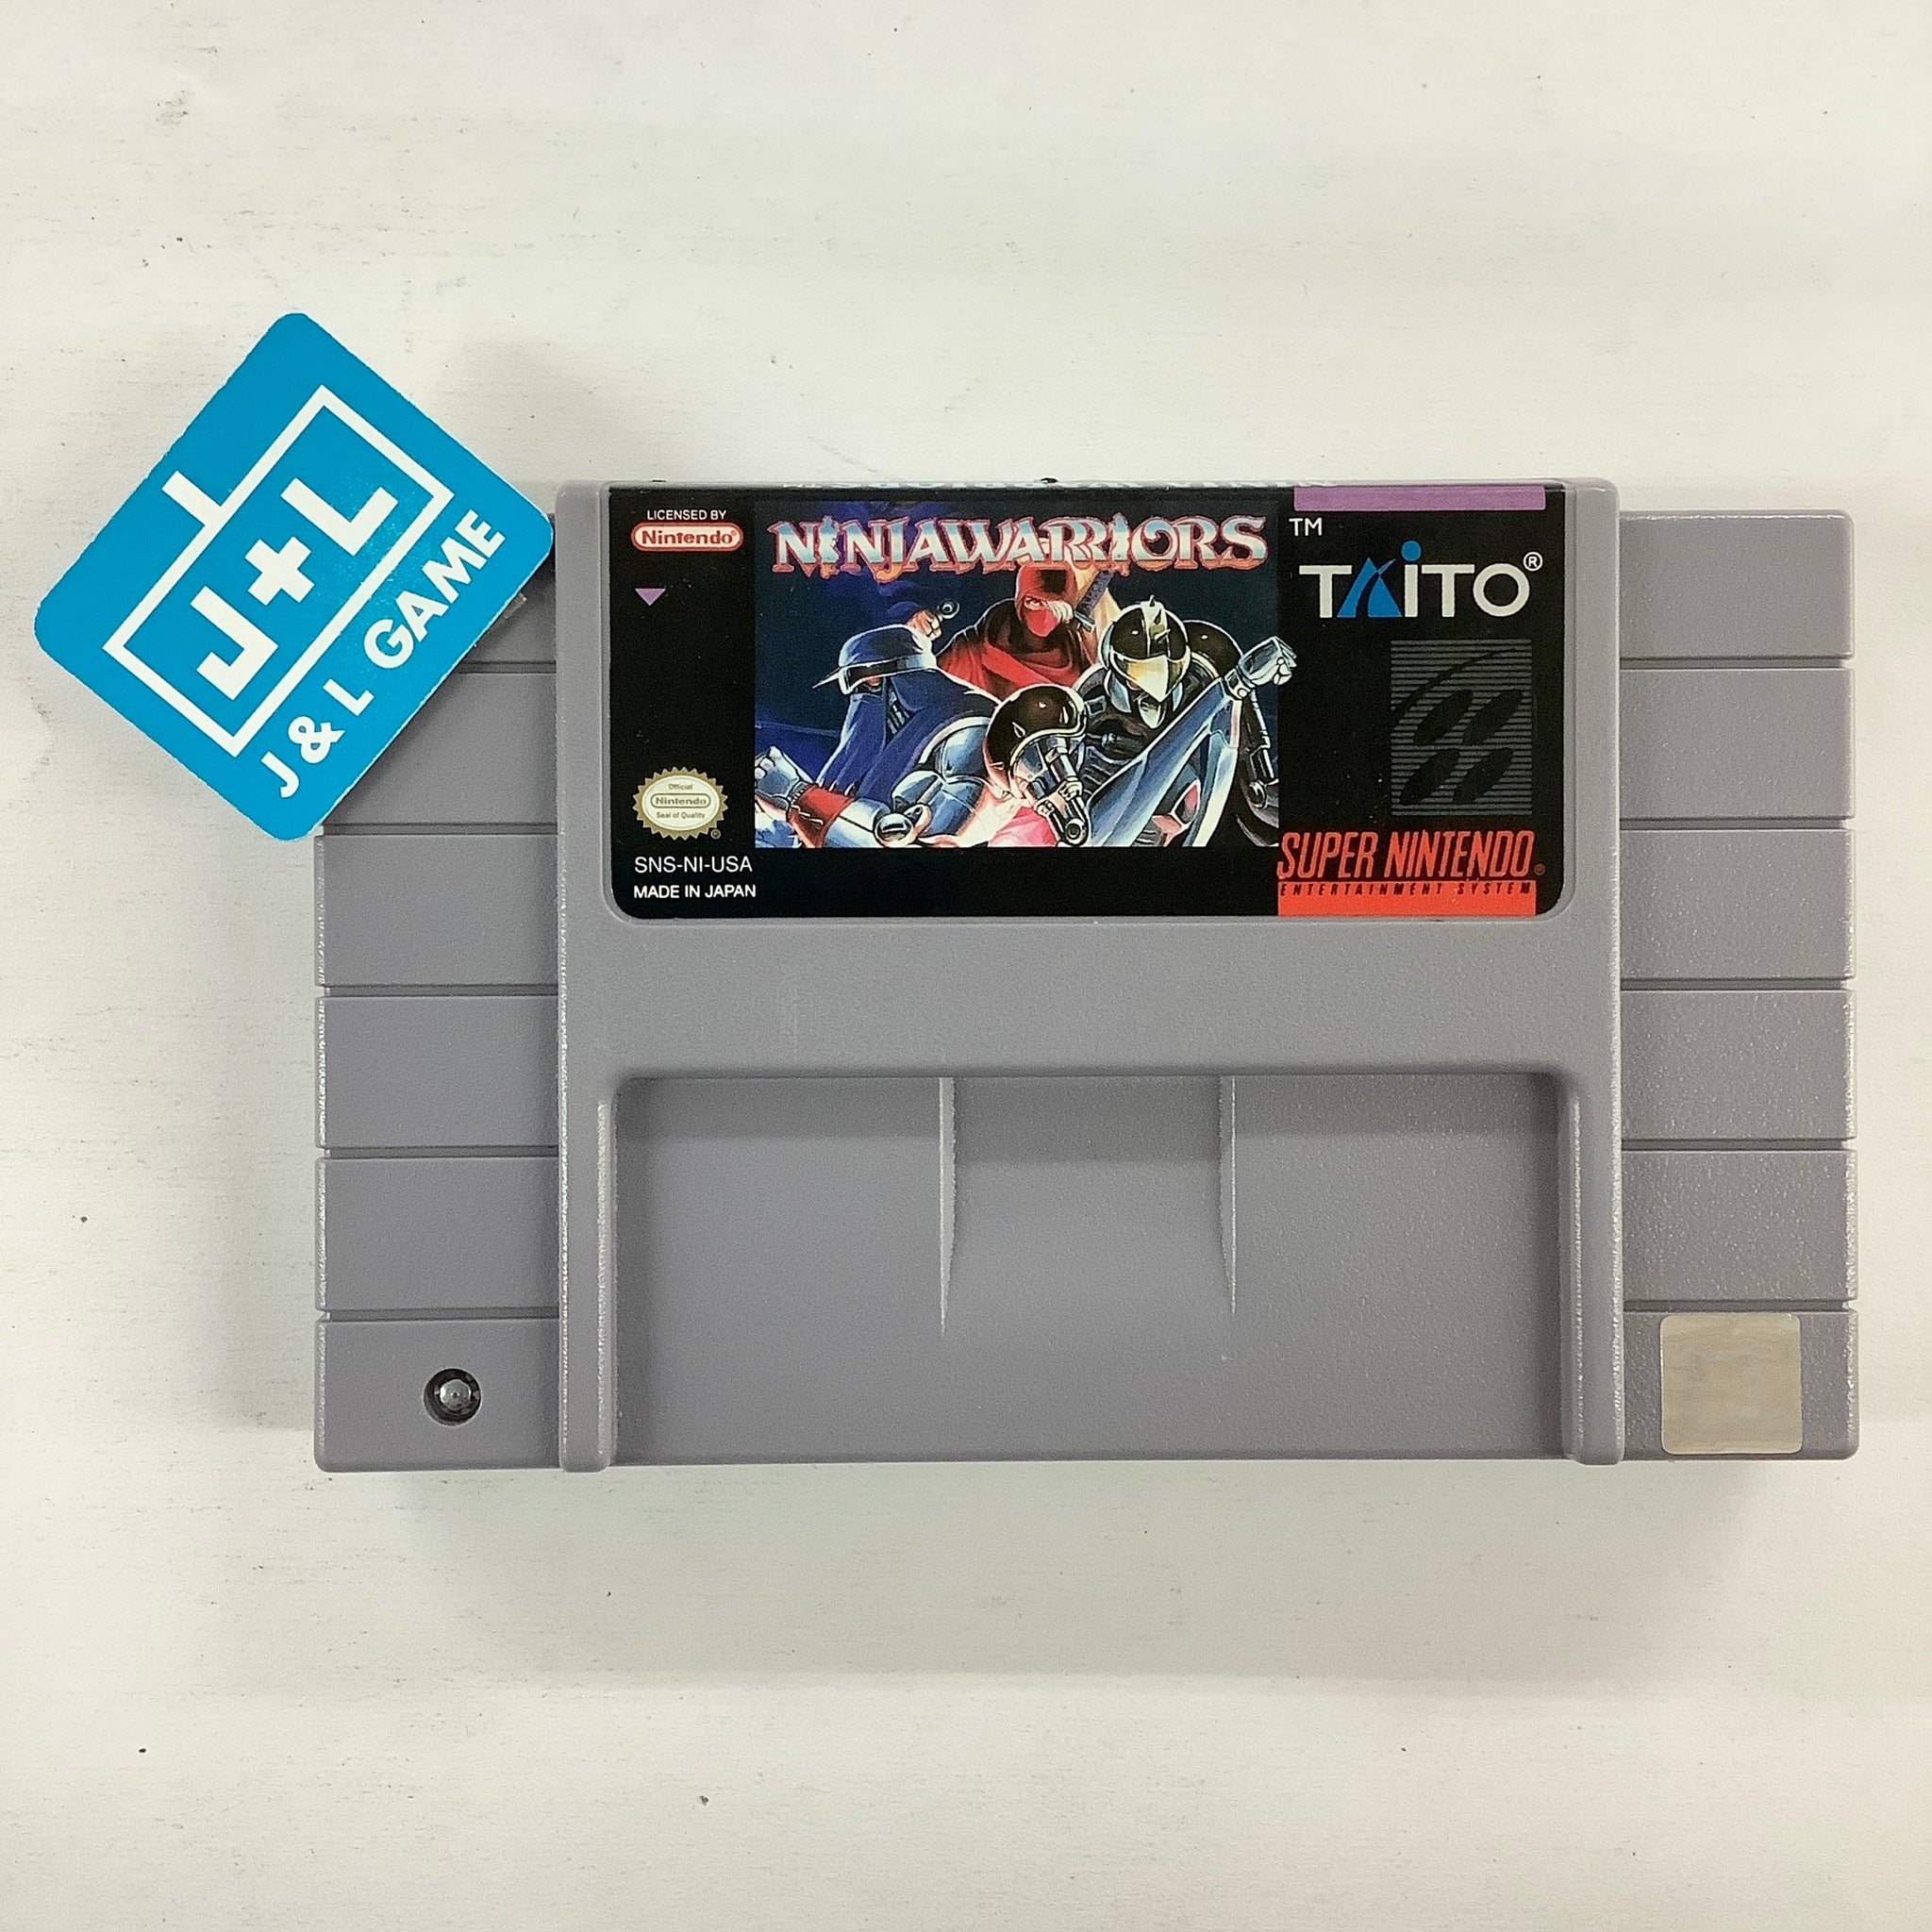 J+L
J & L GAME
LICENSED BY
Nintendo®
NINJAWARRIORS
TM
TAITO®
Official
Nintendo
Seal of Quality
®
SNS-NI-USA
MADE IN JAPAN
SUPER NINTENDO®
ENTERTAINMENT SYSTEM